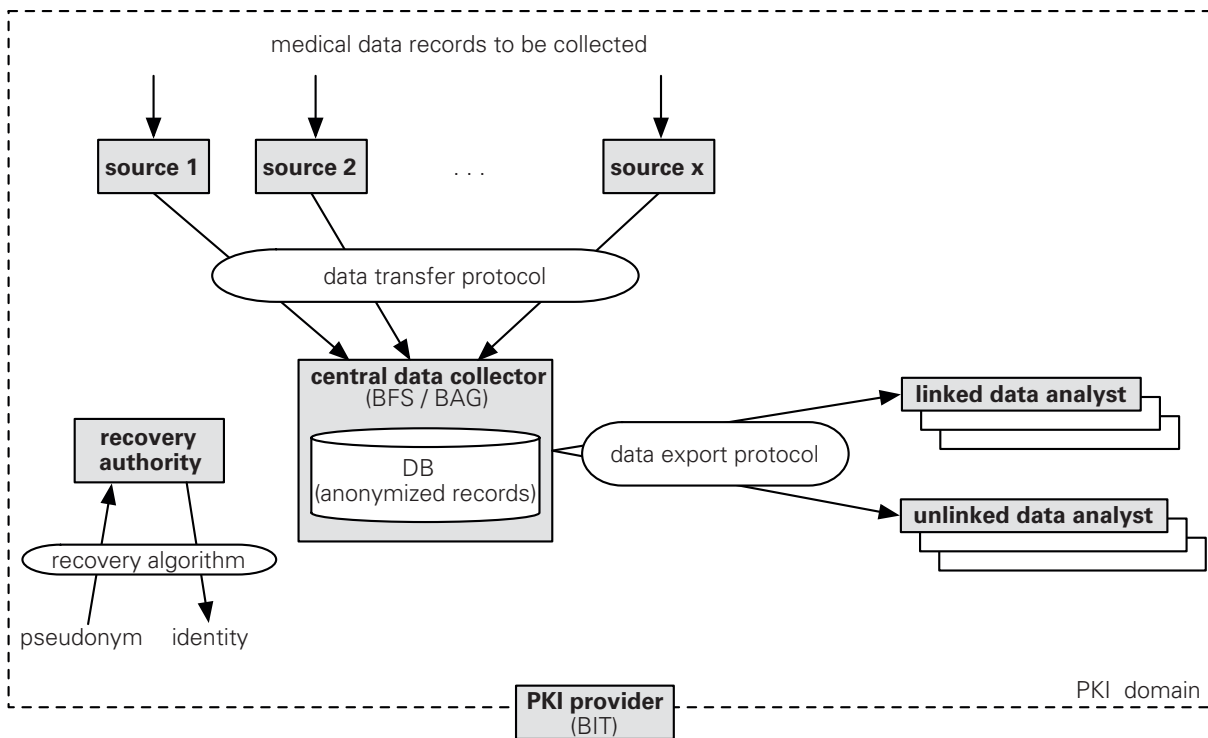 medical data records to be collected
source 1
source 2
. . .
source x
data transfer protocol
central data collector
(BFS / BAG)
DB
(anonymized records)
data export protocol
linked data analyst
unlinked data analyst
recovery
authority
recovery algorithm
pseudonym
identity
PKI domain
PKI provider
(BIT)